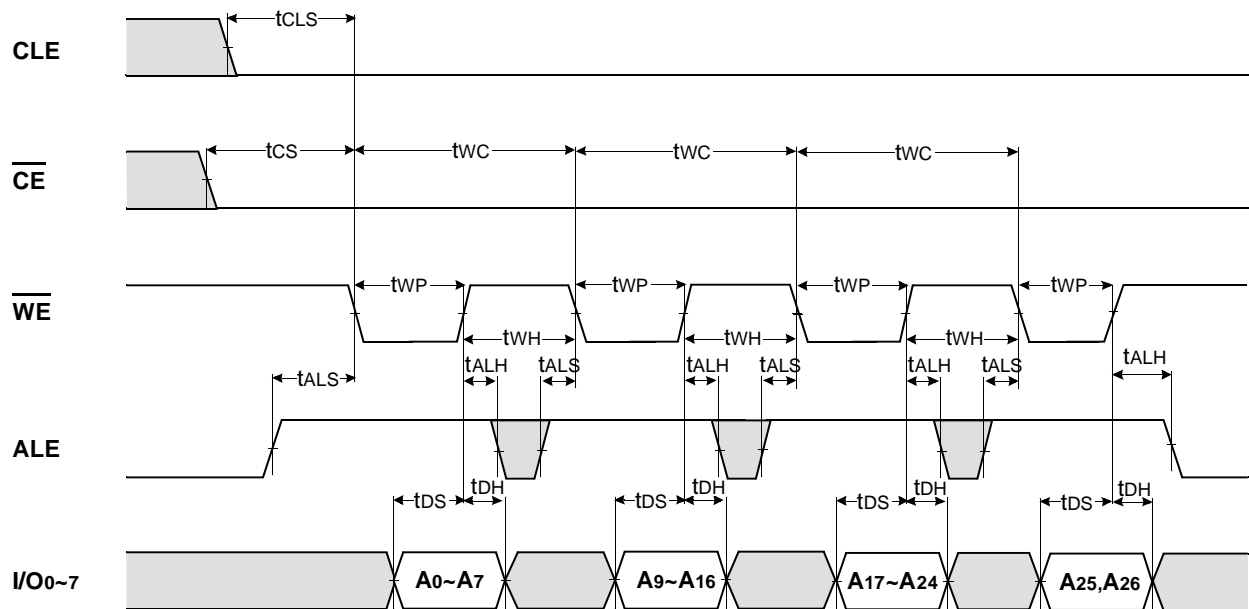 tCLS
CLE
tCS tWC tWC tWC
CE
tWP tWP tWP tWP
WE
tWH tWH tWH
tALS tALH tALS tALH tALS tALH tALS tALH
ALE
tDS tDH tDS tDH tDS tDH tDS tDH
I/O0~7 A0~A7 A9~A16 A17~A24 A25,A26